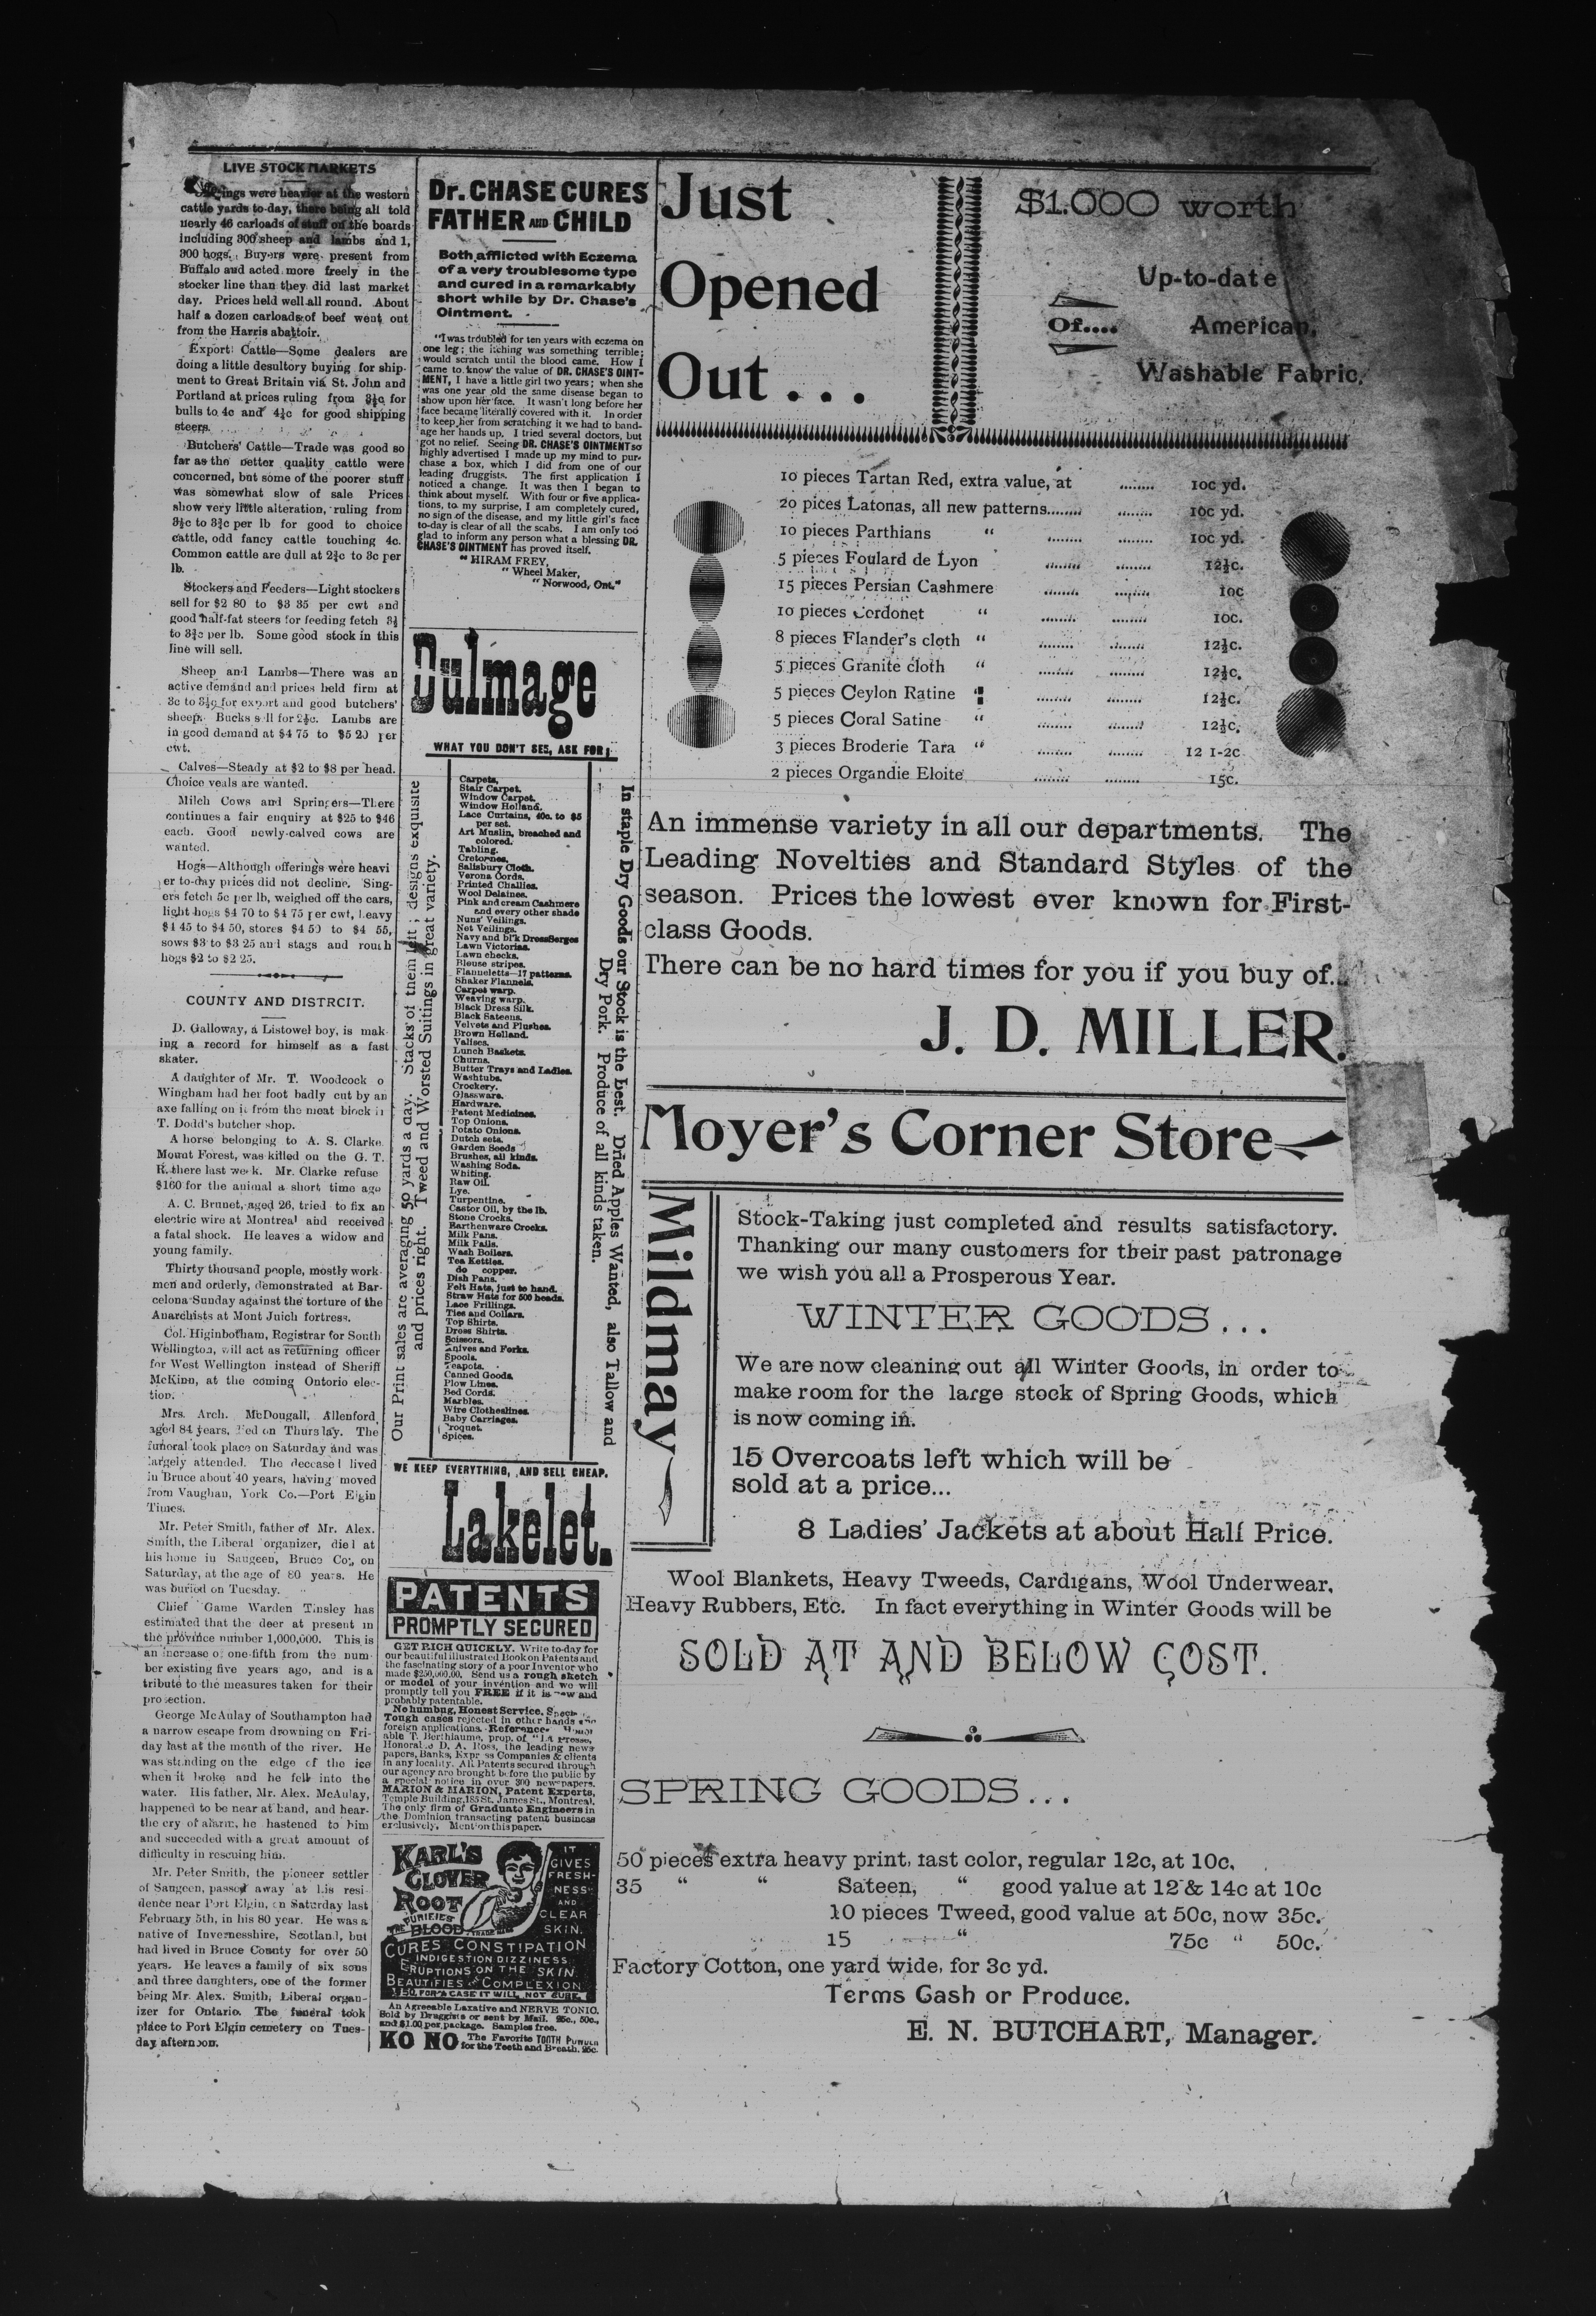 LIVE STOCK MARKETS
ings were heavier at the western
cattle yards to-day, there being all told
nearly 46 carloads of stuff on the boards
including 300 sheep and lambs and 1,
300 hogs. Buyers were present from
Buffalo and acted more freely in the
stocker line than they did last market
day. Prices held well all round. About
half a dozen carloads of beef went out
from the Harris abattoir.
Export Cattle—Some dealers are
doing a little desultory buying for ship-
ment to Great Britain via St. John and
Portland at prices ruling from 3½c for
bulls to 4c and 4¼c for good shipping
steers.
Butchers' Cattle—Trade was good so
far as the better quality cattle were
concerned, but some of the poorer stuff
was somewhat slow of sale Prices
show very little alteration, ruling from
3½c to 3¾c per lb for good to choice
cattle, odd fancy cattle touching 4c.
Common cattle are dull at 2¾c to 3c per
lb.
Stockers and Feeders—Light stockers
sell for $2 80 to $3 35 per cwt and
good half-fat steers for feeding fetch 3½
to 3¾c per lb. Some good stock in this
line will sell.
Sheep and Lambs—There was an
active demand and prices held firm at
3c to 3½c for export and good butchers'
sheep. Bucks sell for 2½c. Lambs are
in good demand at $4 75 to $5 20 per
cwt.
Calves—Steady at $2 to $8 per head.
Choice veals are wanted.
Milch Cows and Springers—There
continues a fair enquiry at $25 to $46
each. Good newly-calved cows are
wanted.
Hogs—Although offerings were heavi
er to-day prices did not decline. Sing-
ers fetch 5c per lb, weighed off the cars,
light hogs $4 70 to $4 75 per cwt, heavy
$4 45 to $4 50, stores $4 50 to $4 55,
sows $3 to $3 25 and stags and rough
hogs $2 to $2 25.
COUNTY AND DISTRCIT.
D. Galloway, a Listowel boy, is mak-
ing a record for himself as a fast
skater.
A daughter of Mr. T. Woodcock o
Wingham had her foot badly cut by an
axe falling on it from the meat block in
T. Dodd's butcher shop.
A horse belonging to A. S. Clarke
Mount Forest, was killed on the G. T.
R. there last week. Mr. Clarke refuse
$160 for the animal a short time ago
A. C. Brunet, aged 26, tried to fix an
electric wire at Montreal and received
a fatal shock. He leaves a widow and
young family.
Thirty thousand people, mostly work-
men and orderly, demonstrated at Bar-
celona Sunday against the torture of the
Anarchists at Mont Juich fortress.
Col. Higinbotham, Registrar for South
Wellington, will act as returning officer
for West Wellington instead of Sheriff
McKinn, at the coming Ontario elec-
tion.
Mrs. Arch. McDougall, Allenford,
aged 84 years, died on Thursday. The
funeral took place on Saturday and was
largely attended. The deceased lived
in Bruce about 40 years, having moved
from Vaughan, York Co.—Port Elgin
Times.
Mr. Peter Smith, father of Mr. Alex.
Smith, the Liberal organizer, died at
his home in Saugeen, Bruce Co., on
Saturday, at the age of 80 years. He
was buried on Tuesday.
Chief Game Warden Tinsley has
estimated that the deer at present in
the province number 1,000,000. This is
an increase of one-fifth from the num-
ber existing five years ago, and is a
tribute to the measures taken for their
protection.
George McAulay of Southampton had
a narrow escape from drowning on Fri-
day last at the mouth of the river. He
was standing on the edge of the ice
when it broke and he fell into the
water. His father, Mr. Alex. McAulay,
happened to be near at hand, and hear-
the cry of alarm, he hastened to him
and succeeded with a great amount of
difficulty in rescuing him.
Mr. Peter Smith, the pioneer settler
of Saugeen, passed away at his resi-
dence near Port Elgin, on Saturday last
February 5th, in his 80 year. He was a
native of Invernesshire, Scotland, but
had lived in Bruce County for over 50
years. He leaves a family of six sons
and three daughters, one of the former
being Mr. Alex. Smith, Liberal organ-
izer for Ontario. The funeral took
place to Port Elgin cemetery on Tues-
day afternoon.
Dr. CHASE CURES
FATHER AND CHILD
Both afflicted with Eczema
of a very troublesome type
and cured in a remarkably
short while by Dr. Chase's
Ointment.
"I was troubled for ten years with eczema on
one leg; the itching was something terrible;
would scratch until the blood came. How I
came to know the value of DR. CHASE'S OINT-
MENT, I have a little girl two years; when she
was one year old the same disease began to
show upon her face. It wasn't long before her
face became literally covered with it. In order
to keep her from scratching it we had to band-
age her hands up. I tried several doctors, but
got no relief. Seeing DR. CHASE'S OINTMENT so
highly advertised I made up my mind to pur-
chase a box, which I did from one of our
leading druggists. The first application I
noticed a change. It was then I began to
think about myself. With four or five applica-
tions, to my surprise, I am completely cured,
no sign of the disease, and my little girl's face
to-day is clear of all the scabs. I am only too
glad to inform any person what a blessing DR.
CHASE'S OINTMENT has proved itself.
"HIRAM FREY,
"Wheel Maker,
"Norwood, Ont."
Dulmage
WHAT YOU DON'T SEE, ASK FOR:
Our Print sales are averaging 50 yards a day. Stacks of them left; designs exquisite
and prices right. Tweed and Worsted Suitings in great variety.
Carpets.
Stair Carpet.
Window Carpet.
Window Holland.
Lace Curtains, 40c. to $5
per set.
Art Muslin, breached and
colored.
Tabling.
Cretonnes.
Salisbury Cloth.
Verona Cords.
Printed Challies.
Wool Delaines.
Pink and cream Cashmere
and every other shade
Nuns' Veilings.
Net Veilings.
Navy and bl'k Dress Serges
Lawn Victorias.
Lawn checks.
Blouse stripes.
Flanneletts—17 patterns.
Shaker Flannels.
Carpet warp.
Weaving warp.
Black Dress Silk.
Black Sateens.
Velvets and Plushes.
Brown Holland.
Valises.
Lunch Baskets.
Churns.
Butter Trays and Ladles.
Washtubs.
Crockery.
Glassware.
Hardware.
Patent Medicines.
Top Onions.
Potato Onions.
Dutch sets.
Garden Seeds
Brushes, all kinds.
Washing Soda.
Whiting.
Raw Oil.
Lye.
Turpentine.
Castor Oil, by the lb.
Stone Crocks.
Earthenware Crocks.
Milk Pans.
Milk Pails.
Wash Boilers.
Tea Kettles.
do copper.
Dish Pans.
Felt Hats, just to hand.
Straw Hats for 500 heads.
Lace Frillings.
Ties and Collars.
Top Shirts.
Dress Shirts.
Scissors.
Knives and Forks.
Spools.
Teapots.
Canned Goods.
Plow Lines.
Bed Cords.
Marbles.
Wire Clotheslines.
Baby Carriages.
Croquet.
Spices.
In staple Dry Goods our Stock is the best. Dried Apples Wanted, also Tallow and
Dry Pork. Produce of all kinds taken.
WE KEEP EVERYTHING, AND SELL CHEAP.
Lakelet.
PATENTS
PROMPTLY SECURED
GET RICH QUICKLY. Write to-day for
our beautiful illustrated Book on Patents and
the fascinating story of a poor Inventor who
made $250,000.00. Send us a rough sketch
or model of your invention and we will
promptly tell you FREE if it is new and
probably patentable.
No humbug, Honest Service,
Tough cases rejected in other hands and
foreign applications. Reference: Honor
able T. Berthiaume, prop. of "La Presse,
Honorable D. A. Ross, the leading news
papers, Banks, Express Companies & clients
in any locality. All Patents secured through
our agency are brought before the public by
a special notice in over 300 newspapers.
MARION & MARION, Patent Experts,
Temple Building, 185 St. James St., Montreal.
The only firm of Graduate Engineers in
the Dominion transacting patent business
exclusively. Mention this paper.
KARL'S
CLOVER
ROOT
PURIFIES
THE BLOOD
TRADE MARK
IT
GIVES
FRESH-
NESS
AND
CLEAR
SKIN.
CURES CONSTIPATION
INDIGESTION DIZZINESS
ERUPTIONS ON THE SKIN
BEAUTIFIES THE COMPLEXION
$50. FOR A CASE IT WILL NOT CURE.
An Agreeable Laxative and NERVE TONIC.
Sold by Druggists or sent by Mail. 25c., 50c.,
and $1.00 per package. Samples free.
KO NO The Favorite TOOTH POWDER
for the Teeth and Breath, 25c.
Just
Opened
Out...
$1.000 worth
Up-to-date
Of.... American,
Washable Fabric.
10 pieces Tartan Red, extra value, at ........ 10c yd.
20 pices Latonas, all new patterns....... ........ 10c yd.
10 pieces Parthians " ........ ........ 10c yd.
5 pieces Foulard de Lyon ........ ........ 12½c.
15 pieces Persian Cashmere ........ ........ 10c
10 pieces Cordonet " ........ ........ 10c.
8 pieces Flander's cloth " ........ ........ 12½c.
5 pieces Granite cloth " ........ ........ 12½c.
5 pieces Ceylon Ratine " ........ ........ 12½c.
5 pieces Coral Satine " ........ ........ 12½c.
3 pieces Broderie Tara " ........ ........ 12 1-2c
2 pieces Organdie Eloite ........ ........ 15c.
An immense variety in all our departments. The
Leading Novelties and Standard Styles of the
season. Prices the lowest ever known for First-
class Goods.
There can be no hard times for you if you buy of...
J. D. MILLER.
Moyer's Corner Store
Mildmay
Stock-Taking just completed and results satisfactory.
Thanking our many customers for their past patronage
we wish you all a Prosperous Year.
WINTER GOODS...
We are now cleaning out all Winter Goods, in order to
make room for the large stock of Spring Goods, which
is now coming in.
15 Overcoats left which will be
sold at a price...
8 Ladies' Jackets at about Half Price.
Wool Blankets, Heavy Tweeds, Cardigans, Wool Underwear,
Heavy Rubbers, Etc. In fact everything in Winter Goods will be
SOLD AT AND BELOW COST.
SPRING GOODS...
50 pieces extra heavy print, fast color, regular 12c, at 10c.
35 " " Sateen, " good value at 12 & 14c at 10c
10 pieces Tweed, good value at 50c, now 35c.
15 " 75c " 50c.
Factory Cotton, one yard wide, for 3c yd.
Terms Cash or Produce.
E. N. BUTCHART, Manager.